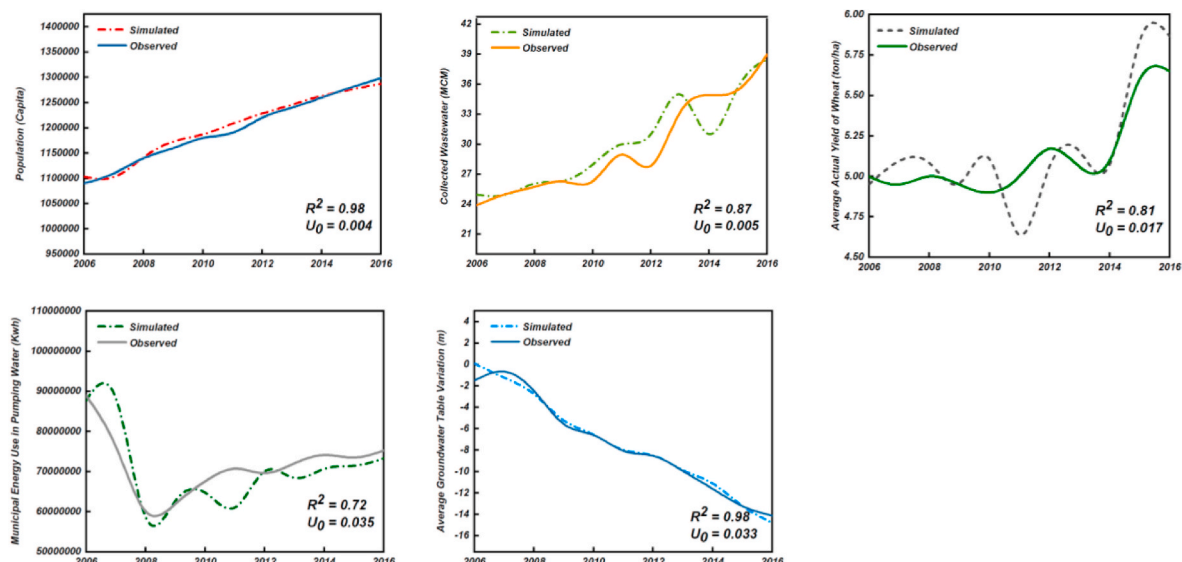 Population (Capita)
1400000
1350000
1300000
1250000
1200000
1150000
1100000
1050000
1000000
950000
Simulated
Observed
R² = 0.98
U0 = 0.004
2006 2008 2010 2012 2014 2016
Collected Wastewater (MCM)
42
39
36
33
30
27
24
21
Simulated
Observed
R² = 0.87
U0 = 0.005
2006 2008 2010 2012 2014 2016
Average Actual Yield of Wheat (ton/ha)
6.00
5.75
5.50
5.25
5.00
4.75
4.50
Simulated
Observed
R² = 0.81
U0 = 0.017
2006 2008 2010 2012 2014 2016
Municipal Energy Use in Pumping Water (Kwh)
110000000
100000000
90000000
80000000
70000000
60000000
50000000
Simulated
Observed
R² = 0.72
U0 = 0.035
2006 2008 2010 2012 2014 2016
Average Groundwater Table Variation (m)
4
2
0
-2
-4
-6
-8
-10
-12
-14
-16
Simulated
Observed
R² = 0.98
U0 = 0.033
2006 2008 2010 2012 2014 2016